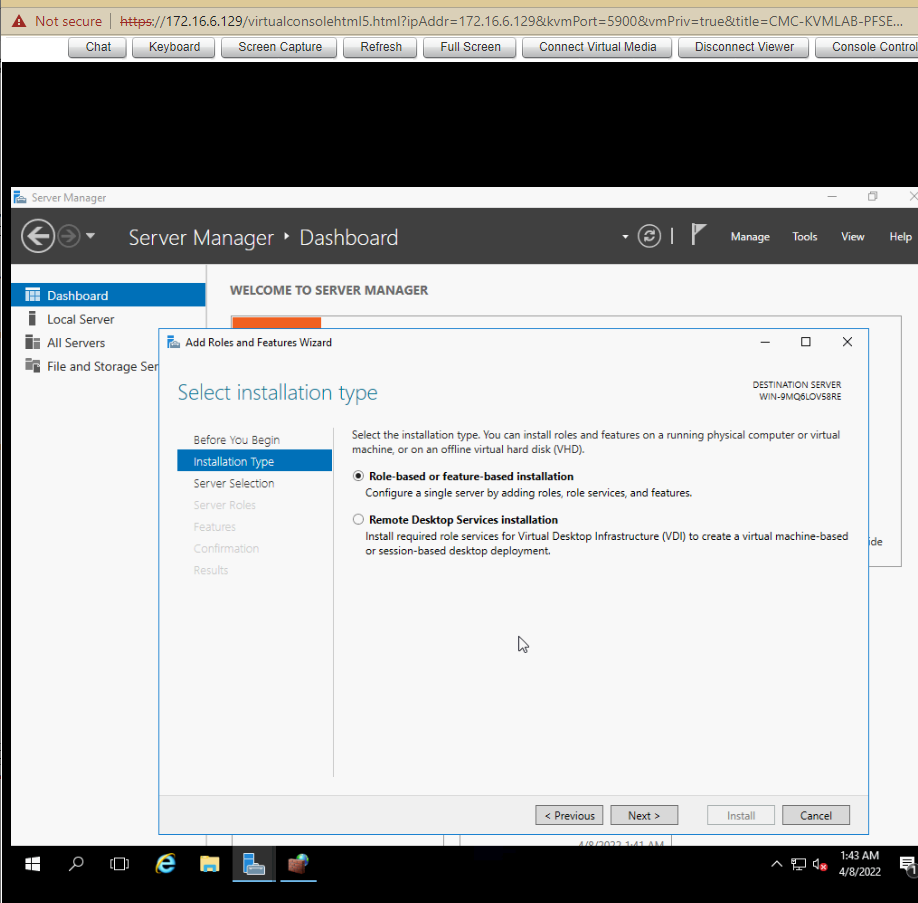 Not secure | https://172.16.6.129/virtualconsolehtml5.html?ipAddr=172.16.6.129&kvmPort=5900&vmPriv=true&title=CMC-KVMLAB-PFSE...
Chat Keyboard Screen Capture Refresh Full Screen Connect Virtual Media Disconnect Viewer Console Control
Server Manager
Server Manager Dashboard
Manage Tools View Help
Dashboard
Local Server
All Servers
File and Storage Ser
WELCOME TO SERVER MANAGER
Add Roles and Features Wizard
Select installation type
DESTINATION SERVER
WIN-9MQ6LOV58RE
Before You Begin
Installation Type
Server Selection
Server Roles
Features
Confirmation
Results
Select the installation type. You can install roles and features on a running physical computer or virtual
machine, or on an offline virtual hard disk (VHD).
Role-based or feature-based installation
Configure a single server by adding roles, role services, and features.
Remote Desktop Services installation
Install required role services for Virtual Desktop Infrastructure (VDI) to create a virtual machine-based
or session-based desktop deployment.
ide
< Previous Next > Install Cancel
4/8/2022 1:41 AM
1:43 AM
4/8/2022
1